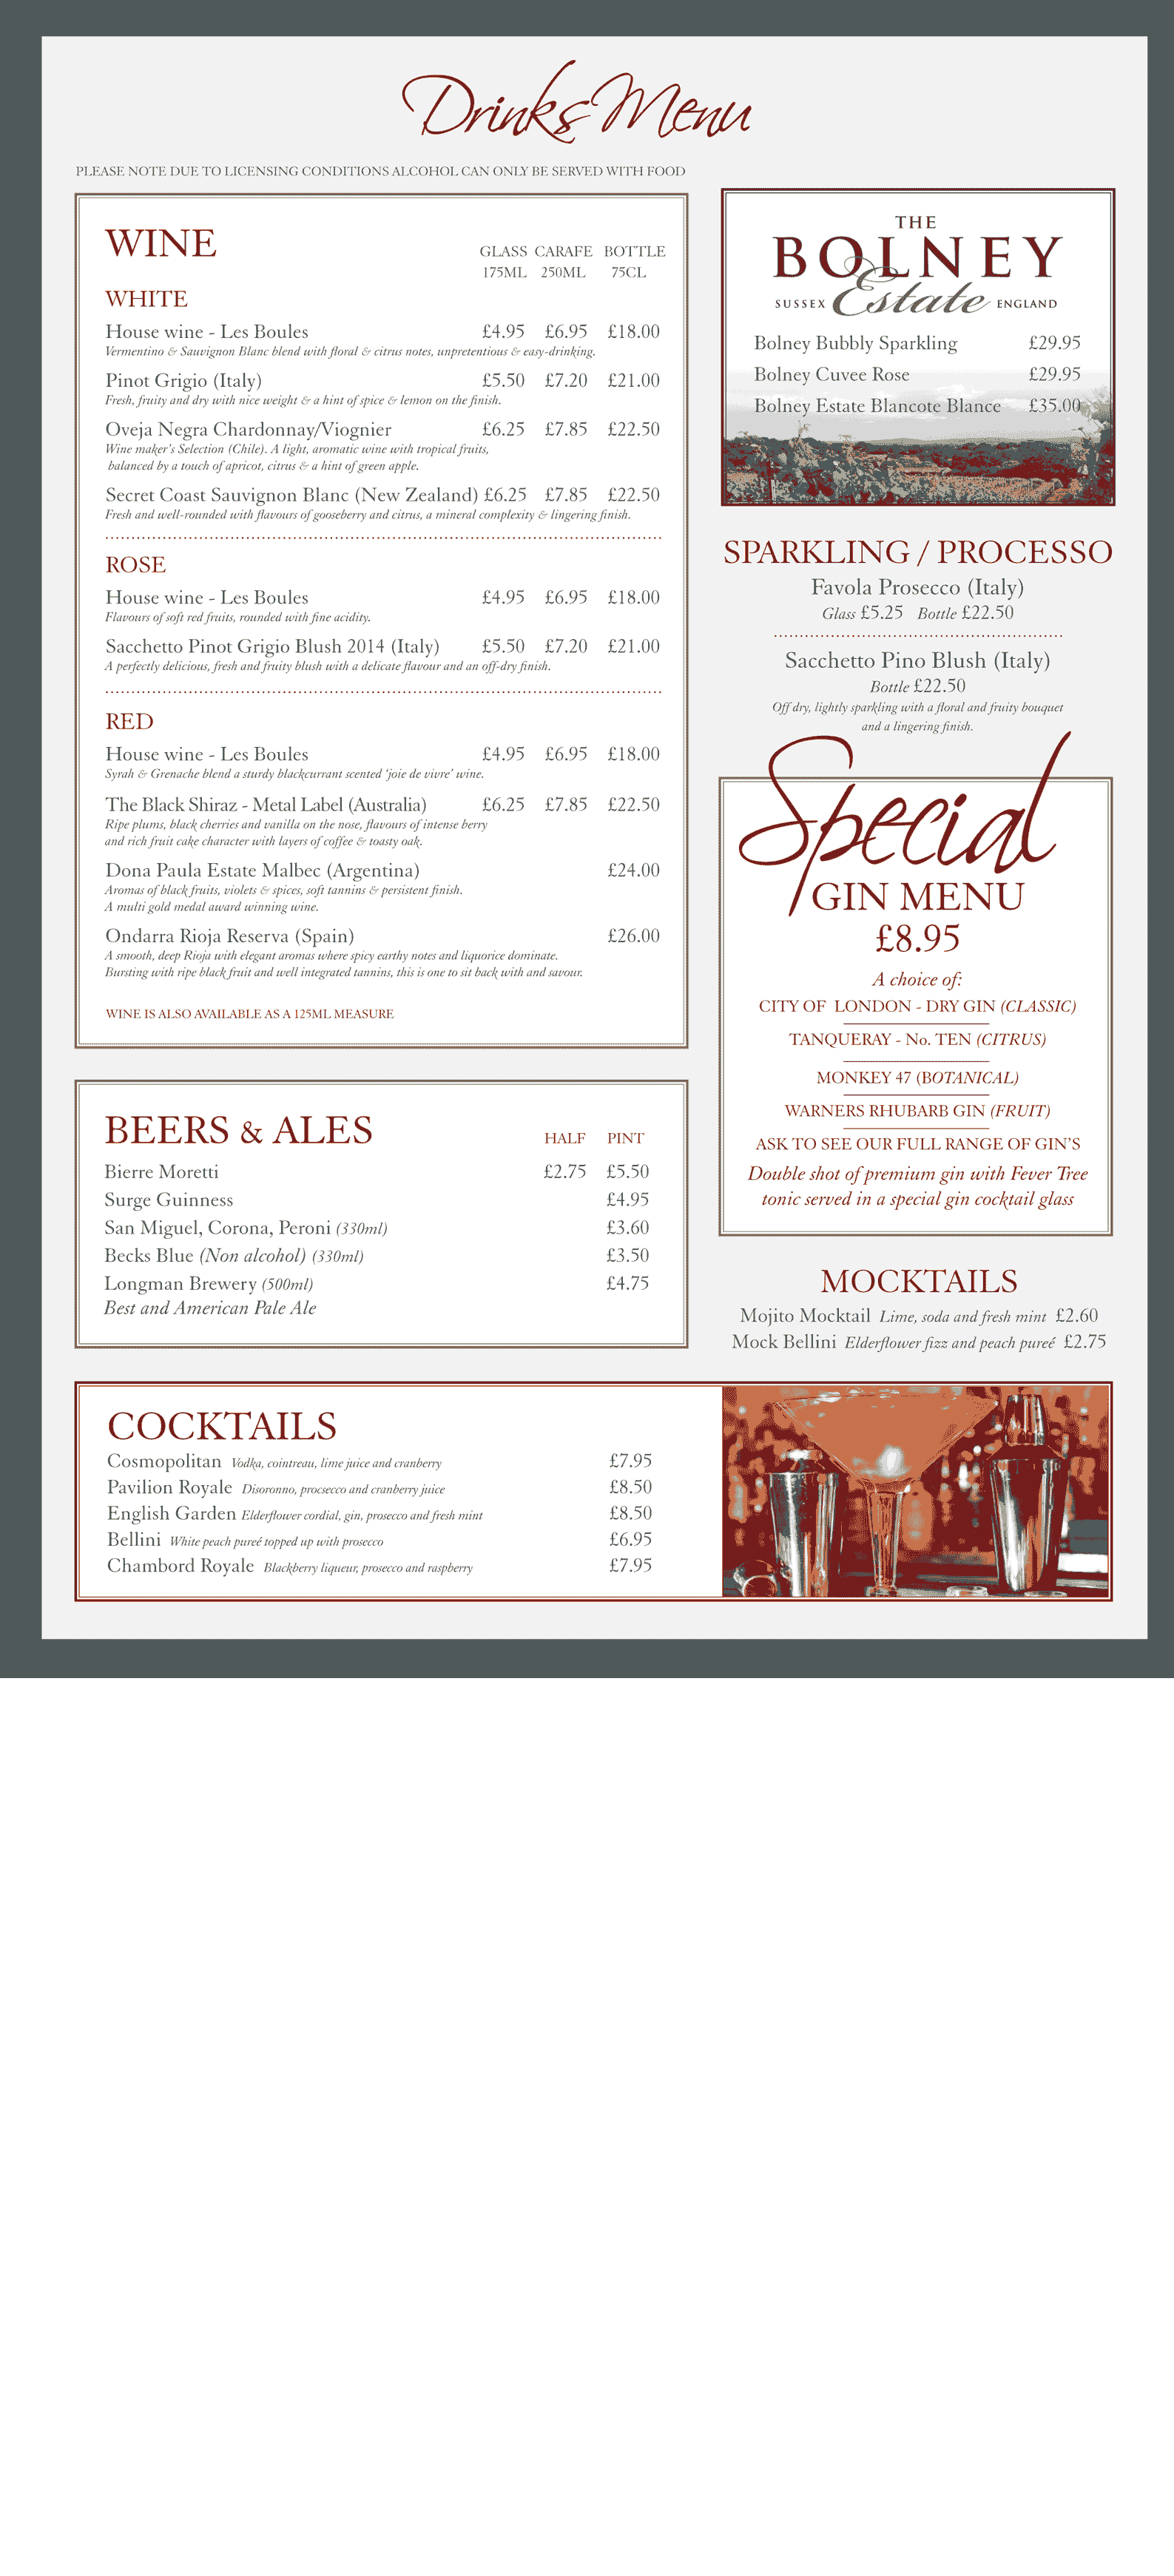 Drinks Menu
PLEASE NOTE DUE TO LICENSING CONDITIONS ALCOHOL CAN ONLY BE SERVED WITH FOOD
WINE
GLASS CARAFE BOTTLE
175ML 250ML 75CL
WHITE
House wine - Les Boules £4.95 £6.95 £18.00
Vermentino & Sauvignon Blanc blend with floral & citrus notes, unpretentious & easy-drinking.
Pinot Grigio (Italy) £5.50 £7.20 £21.00
Fresh, fruity and dry with nice weight & a hint of spice & lemon on the finish.
Oveja Negra Chardonnay/Viognier £6.25 £7.85 £22.50
Wine maker's Selection (Chile). A light, aromatic wine with tropical fruits,
balanced by a touch of apricot, citrus & a hint of green apple.
Secret Coast Sauvignon Blanc (New Zealand) £6.25 £7.85 £22.50
Fresh and well-rounded with flavours of gooseberry and citrus, a mineral complexity & lingering finish.
ROSE
House wine - Les Boules £4.95 £6.95 £18.00
Flavours of soft red fruits, rounded with fine acidity.
Sacchetto Pinot Grigio Blush 2014 (Italy) £5.50 £7.20 £21.00
A perfectly delicious, fresh and fruity blush with a delicate flavour and an off-dry finish.
RED
House wine - Les Boules £4.95 £6.95 £18.00
Syrah & Grenache blend a sturdy blackcurrant scented 'joie de vivre' wine.
The Black Shiraz - Metal Label (Australia) £6.25 £7.85 £22.50
Ripe plums, black cherries and vanilla on the nose, flavours of intense berry
and rich fruit cake character with layers of coffee & toasty oak.
Dona Paula Estate Malbec (Argentina) £24.00
Aromas of black fruits, violets & spices, soft tannins & persistent finish.
A multi gold medal award winning wine.
Ondarra Rioja Reserva (Spain) £26.00
A smooth, deep Rioja with elegant aromas where spicy earthy notes and liquorice dominate.
Bursting with ripe black fruit and well integrated tannins, this is one to sit back with and savour.
WINE IS ALSO AVAILABLE AS A 125ML MEASURE
BEERS & ALES
HALF PINT
Bierre Moretti £2.75 £5.50
Surge Guinness £4.95
San Miguel, Corona, Peroni (330ml) £3.60
Becks Blue (Non alcohol) (330ml) £3.50
Longman Brewery (500ml) £4.75
Best and American Pale Ale
THE
BOLNEY
SUSSEX Estate ENGLAND
Bolney Bubbly Sparkling £29.95
Bolney Cuvee Rose £29.95
Bolney Estate Blancote Blance £35.00
SPARKLING / PROCESSO
Favola Prosecco (Italy)
Glass £5.25 Bottle £22.50
Sacchetto Pino Blush (Italy)
Bottle £22.50
Off dry, lightly sparkling with a floral and fruity bouquet
and a lingering finish.
Special
GIN MENU
£8.95
A choice of:
CITY OF LONDON - DRY GIN (CLASSIC)
TANQUERAY - No. TEN (CITRUS)
MONKEY 47 (BOTANICAL)
WARNERS RHUBARB GIN (FRUIT)
ASK TO SEE OUR FULL RANGE OF GIN'S
Double shot of premium gin with Fever Tree
tonic served in a special gin cocktail glass
MOCKTAILS
Mojito Mocktail Lime, soda and fresh mint £2.60
Mock Bellini Elderflower fizz and peach pureé £2.75
COCKTAILS
Cosmopolitan Vodka, cointreau, lime juice and cranberry £7.95
Pavilion Royale Disoronno, procsecco and cranberry juice £8.50
English Garden Elderflower cordial, gin, prosecco and fresh mint £8.50
Bellini White peach pureé topped up with prosecco £6.95
Chambord Royale Blackberry liqueur, prosecco and raspberry £7.95